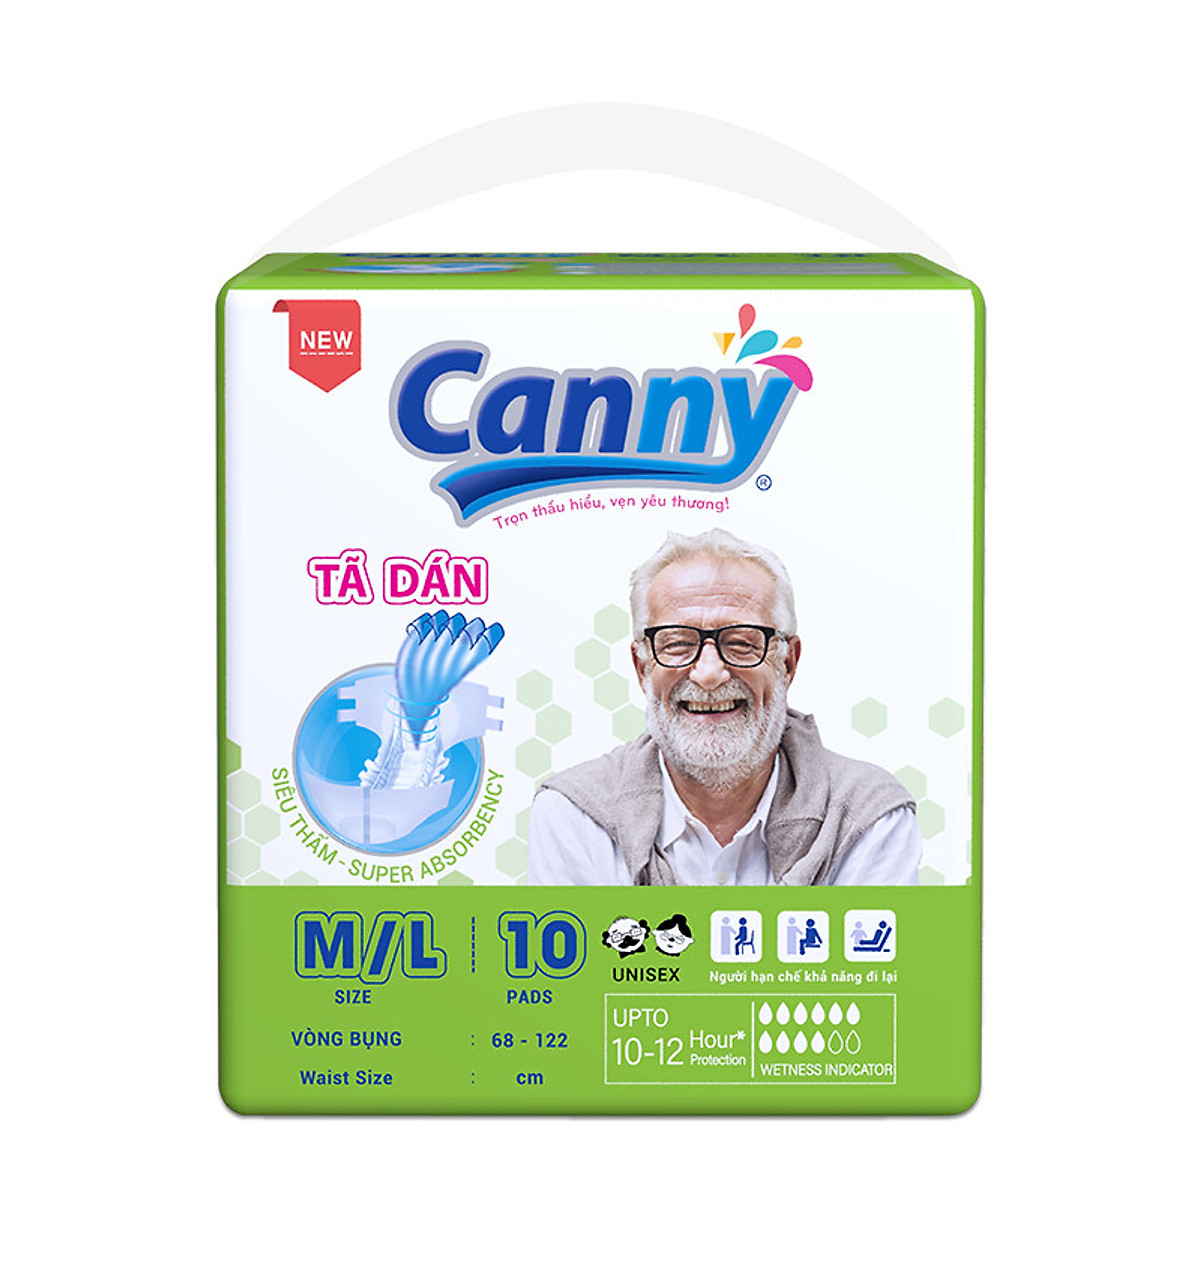 NEW
Canny
®
Trọn thấu hiểu, vẹn yêu thương!
TÃ DÁN
SIÊU THẤM - SUPER ABSORBENCY
M/L
SIZE
10
PADS
UNISEX
Người hạn chế khả năng đi lại
VÒNG BỤNG : 68 - 122
Waist Size : cm
UPTO
10-12 Hour*
Protection
WETNESS INDICATOR